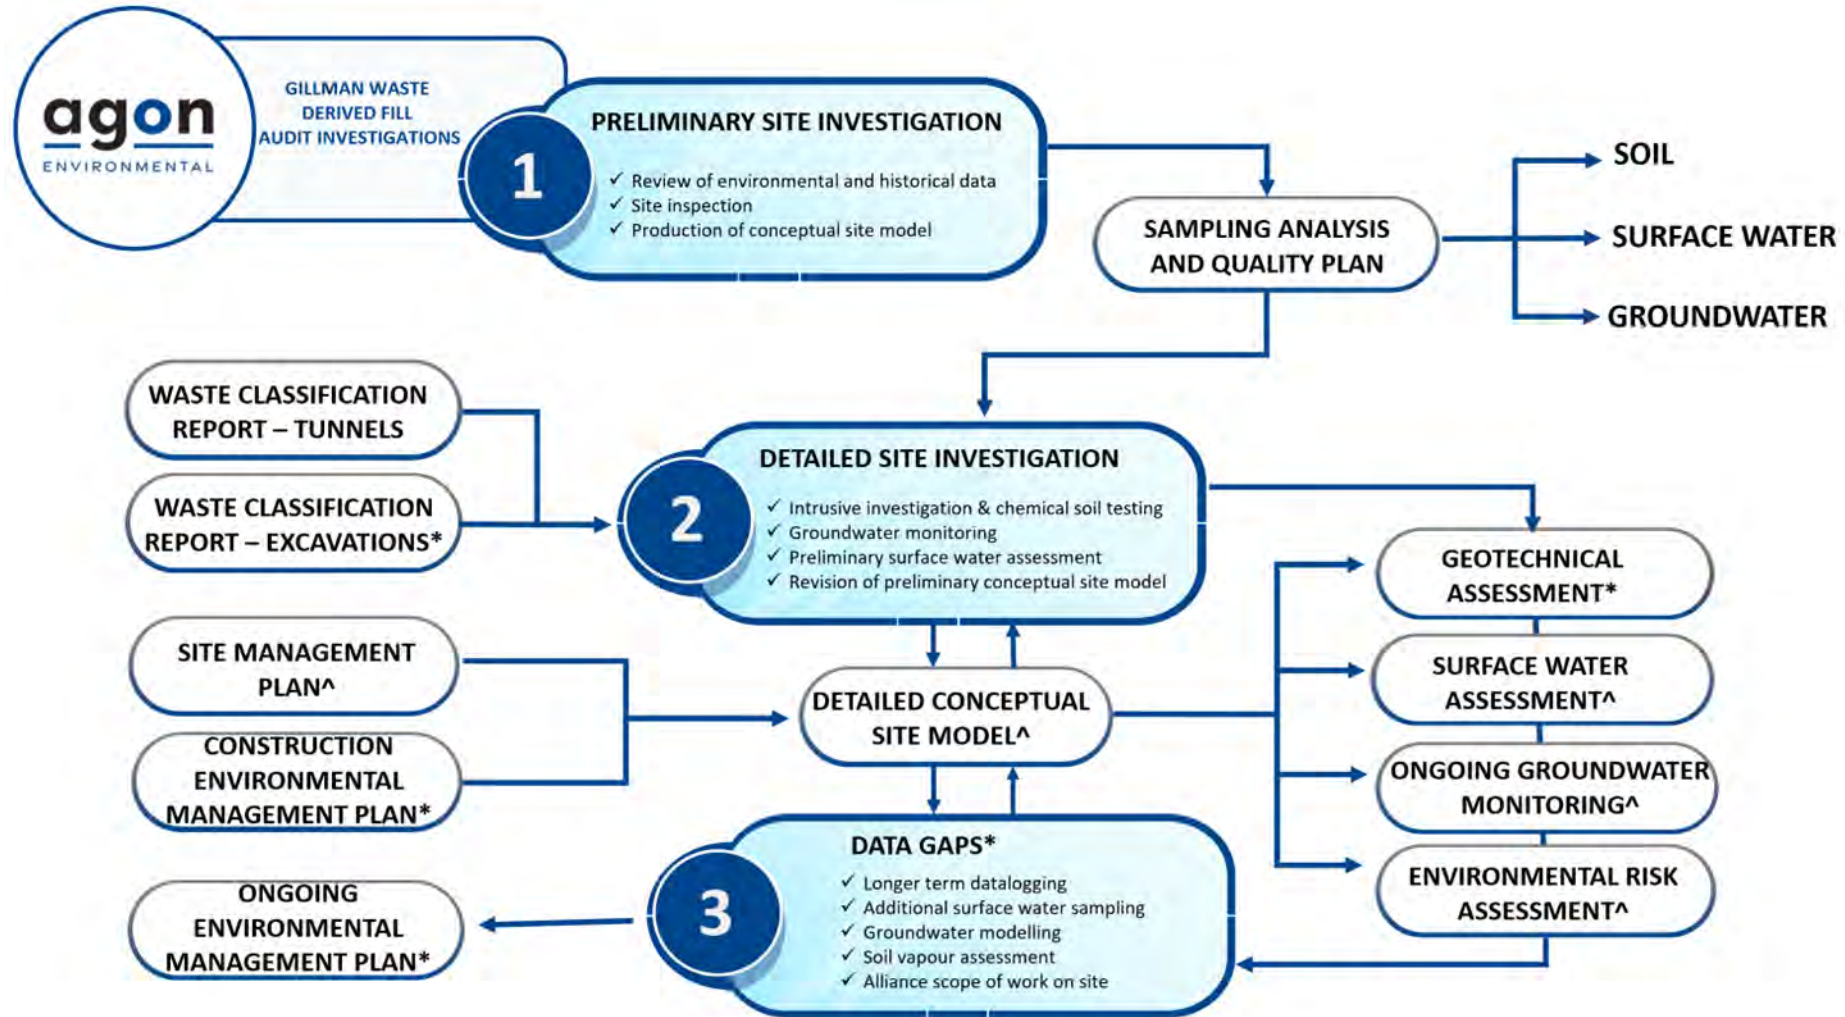 agon
ENVIRONMENTAL
GILLMAN WASTE
DERIVED FILL
AUDIT INVESTIGATIONS
1
PRELIMINARY SITE INVESTIGATION
✓ Review of environmental and historical data
✓ Site inspection
✓ Production of conceptual site model
SAMPLING ANALYSIS
AND QUALITY PLAN
SOIL
SURFACE WATER
GROUNDWATER
WASTE CLASSIFICATION
REPORT – TUNNELS
WASTE CLASSIFICATION
REPORT – EXCAVATIONS*
2
DETAILED SITE INVESTIGATION
✓ Intrusive investigation & chemical soil testing
✓ Groundwater monitoring
✓ Preliminary surface water assessment
✓ Revision of preliminary conceptual site model
GEOTECHNICAL
ASSESSMENT*
SURFACE WATER
ASSESSMENT^
ONGOING GROUNDWATER
MONITORING^
ENVIRONMENTAL RISK
ASSESSMENT^
SITE MANAGEMENT
PLAN^
CONSTRUCTION
ENVIRONMENTAL
MANAGEMENT PLAN*
DETAILED CONCEPTUAL
SITE MODEL^
3
DATA GAPS*
✓ Longer term datalogging
✓ Additional surface water sampling
✓ Groundwater modelling
✓ Soil vapour assessment
✓ Alliance scope of work on site
ONGOING
ENVIRONMENTAL
MANAGEMENT PLAN*